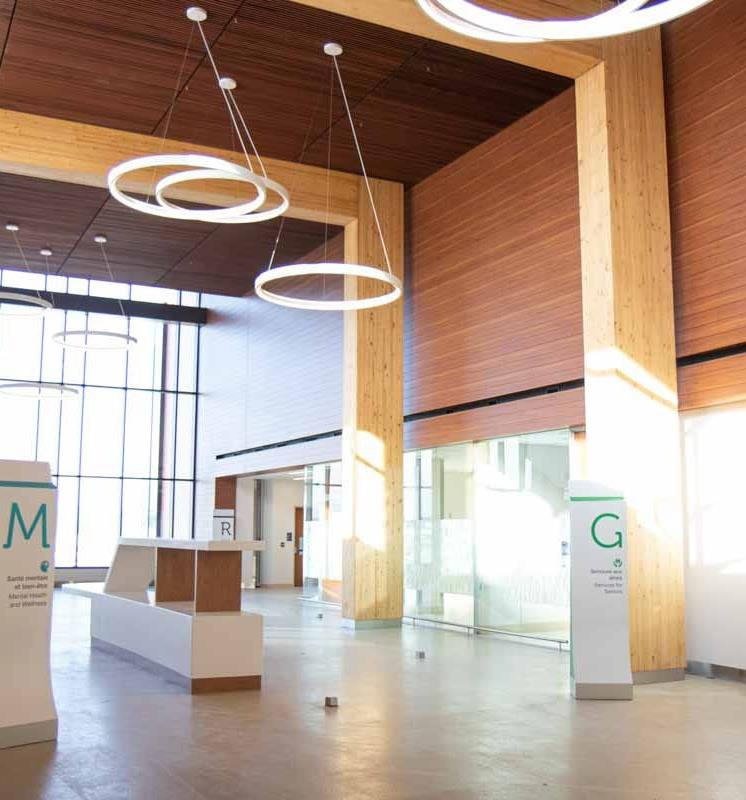 M
Santé mentale
et bien-être
Mental Health
and Wellness
R
G
Services aux
aînés
Services for
Seniors